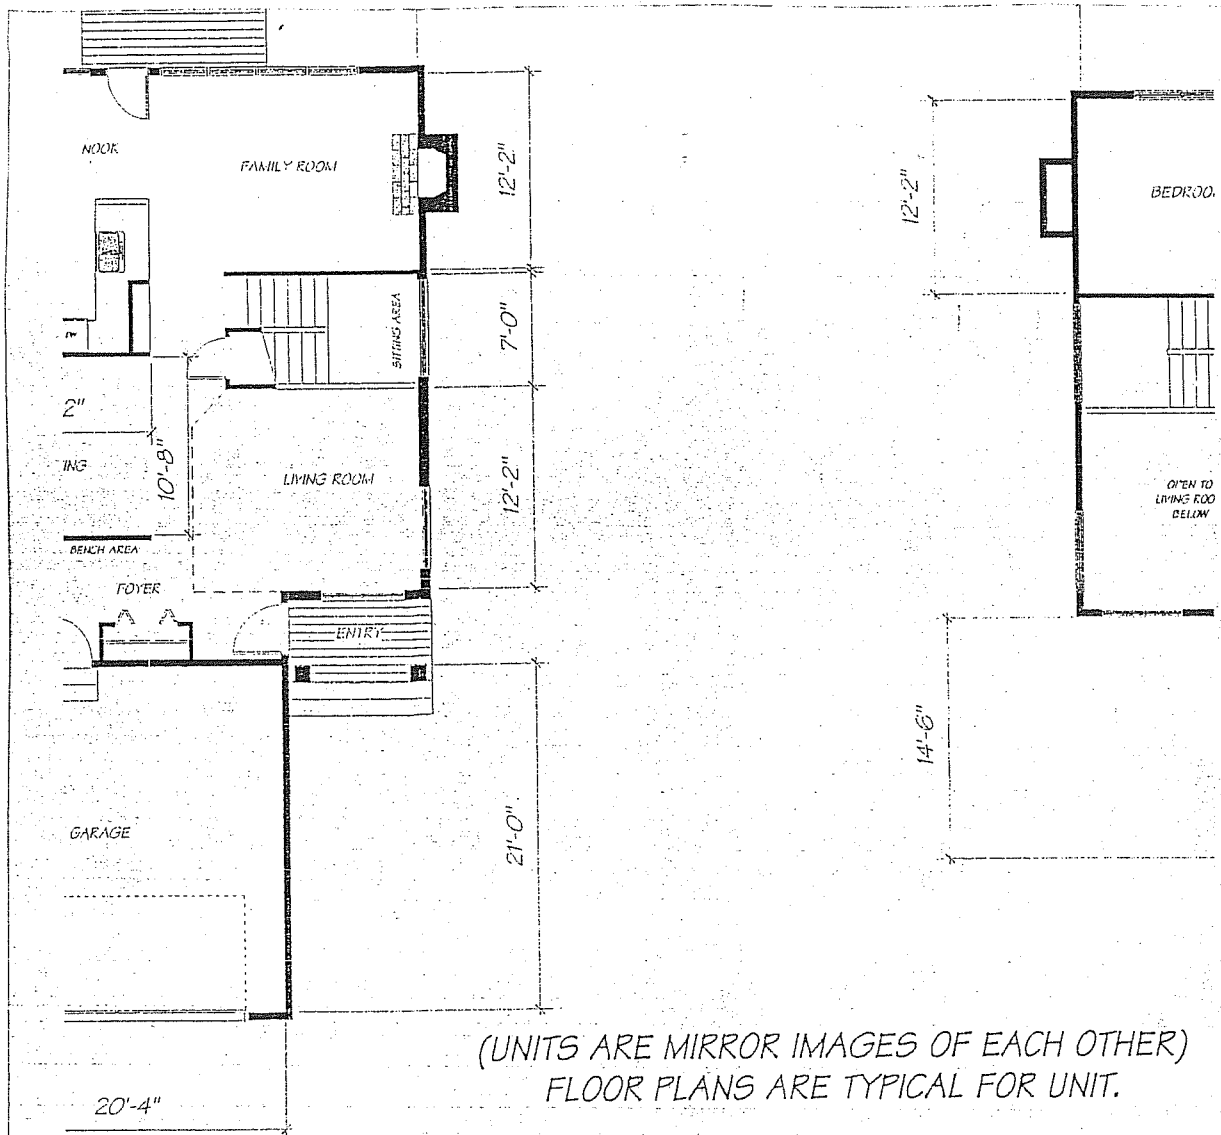 NOOK
FAMILY ROOM
12'-2"
12'-2"
BEDROO
SITTING AREA
7'-0"
DW
2"
10'-8"
ING
LIVING ROOM
12'-2"
OPEN TO
LIVING ROO
BELOW
BENCH AREA
FOYER
ENTRY
14'-6"
GARAGE
21'-0"
(UNITS ARE MIRROR IMAGES OF EACH OTHER)
FLOOR PLANS ARE TYPICAL FOR UNIT.
20'-4"